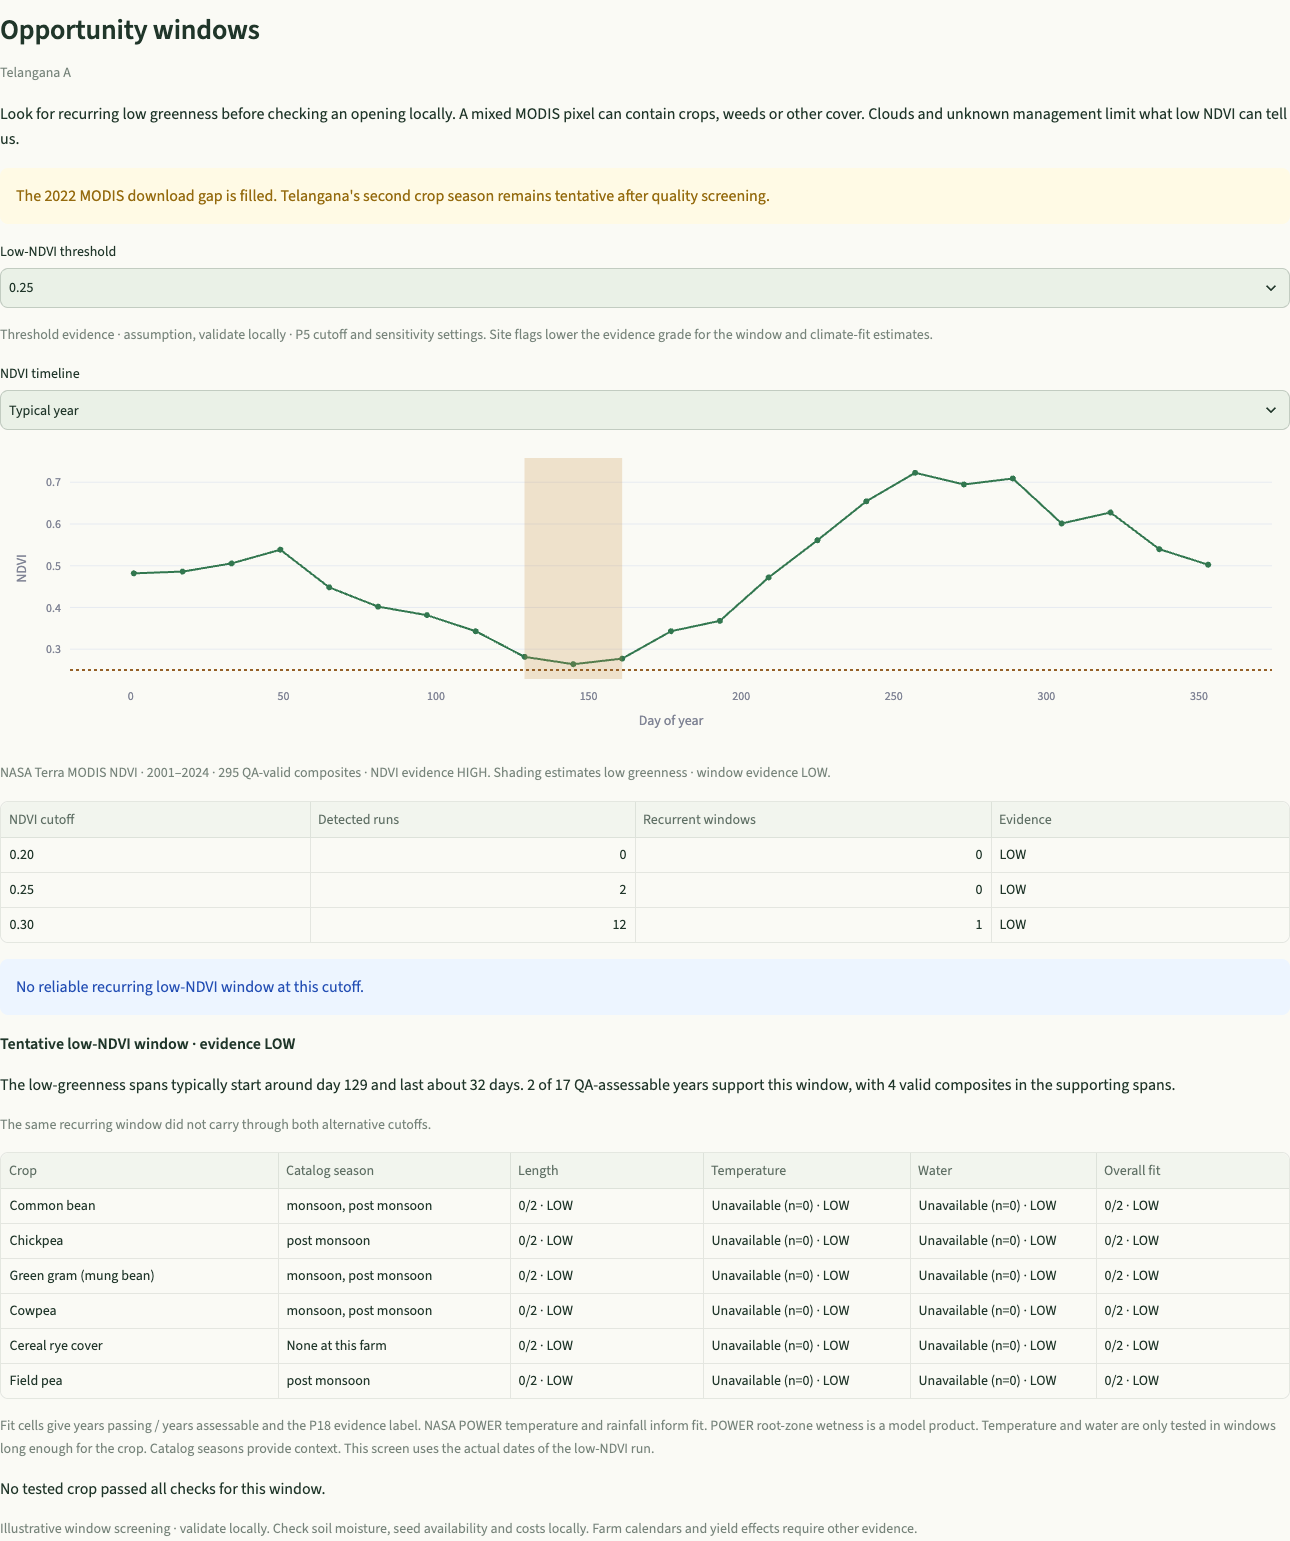 Opportunity windows
Telangana A
Look for recurring low greenness before checking an opening locally. A mixed MODIS pixel can contain crops, weeds or other cover. Clouds and unknown management limit what low NDVI can tell
us.
The 2022 MODIS download gap is filled. Telangana's second crop season remains tentative after quality screening.
Low-NDVI threshold
0.25
Threshold evidence · assumption, validate locally · P5 cutoff and sensitivity settings. Site flags lower the evidence grade for the window and climate-fit estimates.
NDVI timeline
Typical year
0.7
0.6
0.5
0.4
0.3
NDVI
0 50 100 150 200 250 300 350
Day of year
NASA Terra MODIS NDVI · 2001–2024 · 295 QA-valid composites · NDVI evidence HIGH. Shading estimates low greenness · window evidence LOW.
NDVI cutoff Detected runs Recurrent windows Evidence
0.20 0 0 LOW
0.25 2 0 LOW
0.30 12 1 LOW
No reliable recurring low-NDVI window at this cutoff.
Tentative low-NDVI window · evidence LOW
The low-greenness spans typically start around day 129 and last about 32 days. 2 of 17 QA-assessable years support this window, with 4 valid composites in the supporting spans.
The same recurring window did not carry through both alternative cutoffs.
Crop Catalog season Length Temperature Water Overall fit
Common bean monsoon, post monsoon 0/2 · LOW Unavailable (n=0) · LOW Unavailable (n=0) · LOW 0/2 · LOW
Chickpea post monsoon 0/2 · LOW Unavailable (n=0) · LOW Unavailable (n=0) · LOW 0/2 · LOW
Green gram (mung bean) monsoon, post monsoon 0/2 · LOW Unavailable (n=0) · LOW Unavailable (n=0) · LOW 0/2 · LOW
Cowpea monsoon, post monsoon 0/2 · LOW Unavailable (n=0) · LOW Unavailable (n=0) · LOW 0/2 · LOW
Cereal rye cover None at this farm 0/2 · LOW Unavailable (n=0) · LOW Unavailable (n=0) · LOW 0/2 · LOW
Field pea post monsoon 0/2 · LOW Unavailable (n=0) · LOW Unavailable (n=0) · LOW 0/2 · LOW
Fit cells give years passing / years assessable and the P18 evidence label. NASA POWER temperature and rainfall inform fit. POWER root-zone wetness is a model product. Temperature and water are only tested in windows
long enough for the crop. Catalog seasons provide context. This screen uses the actual dates of the low-NDVI run.
No tested crop passed all checks for this window.
Illustrative window screening · validate locally. Check soil moisture, seed availability and costs locally. Farm calendars and yield effects require other evidence.